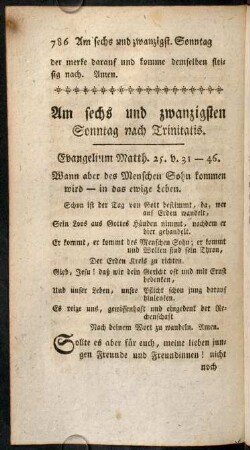 786 Am sechs und zwanzigst. Sonntag
der merke darauf und komme demselben flei-
sig nach. Amen.
Am sechs und zwanzigsten
Sonntag nach Trinitatis.
Evangelium Matth. 25. v. 31 — 46.
Wann aber des Menschen Sohn kommen
wird — in das ewige Leben.
Schon ist der Tag von Gott bestimmt, da, wer
auf Erden wandelt,
Sein Loos aus Gottes Händen nimmt, nachdem er
hier gehandelt.
Er kommt, er kommt des Menschen Sohn; er kommt
und Wolken sind sein Thron,
Der Erden Kreis zu richten.
Gieb, Jesu! daß wir dein Gericht oft und mit Ernst
bedenken,
Und unser Leben, unsre Pflicht schon jung darauf
hinlenken.
Es reize uns, gewissenhaft und eingedenk der Re-
chenschaft
Nach deinem Wort zu wandeln. Amen.
Sollte es aber für euch, meine lieben jun-
gen Freunde und Freundinnen! nicht
noch